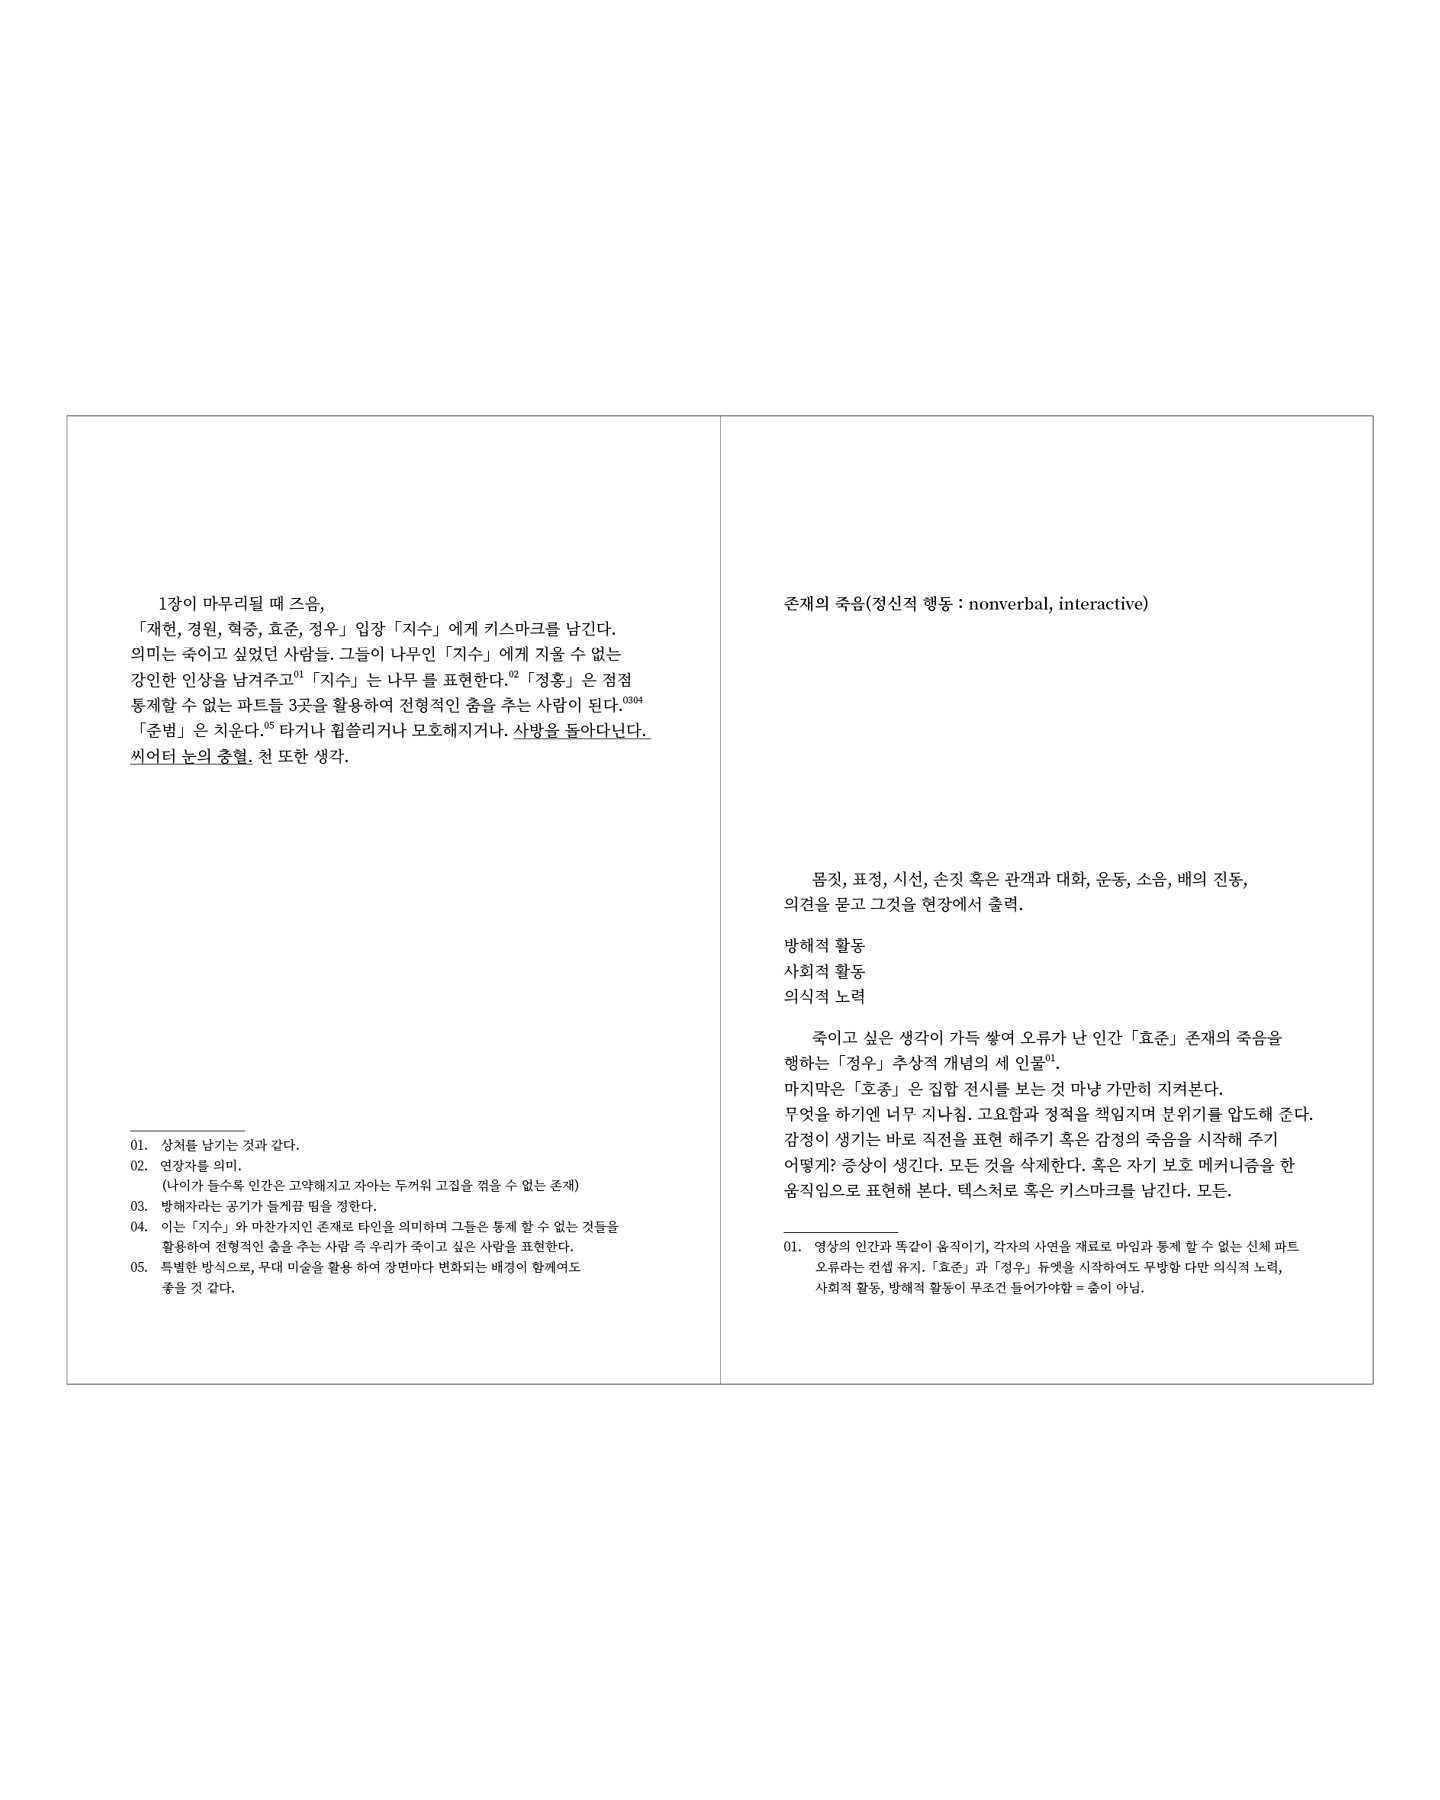 1장이 마무리될 때 즈음,
「재헌, 경원, 혁중, 효준, 정우」입장「지수」에게 키스마크를 남긴다.
의미는 죽이고 싶었던 사람들. 그들이 나무인「지수」에게 지울 수 없는
강인한 인상을 남겨주고01「지수」는 나무 를 표현한다.02「정홍」은 점점
통제할 수 없는 파트들 3곳을 활용하여 전형적인 춤을 추는 사람이 된다.0304
「준범」은 치운다.05 타거나 휩쓸리거나 모호해지거나. 사방을 돌아다닌다.
씨어터 눈의 충혈. 천 또한 생각.
01. 상처를 남기는 것과 같다.
02. 연장자를 의미.
(나이가 들수록 인간은 고약해지고 자아는 두꺼워 고집을 꺾을 수 없는 존재)
03. 방해자라는 공기가 들게끔 띰을 정한다.
04. 이는「지수」와 마찬가지인 존재로 타인을 의미하며 그들은 통제 할 수 없는 것들을
활용하여 전형적인 춤을 추는 사람 즉 우리가 죽이고 싶은 사람을 표현한다.
05. 특별한 방식으로, 무대 미술을 활용 하여 장면마다 변화되는 배경이 함께여도
좋을 것 같다.
존재의 죽음(정신적 행동 : nonverbal, interactive)
몸짓, 표정, 시선, 손짓 혹은 관객과 대화, 운동, 소음, 배의 진동,
의견을 묻고 그것을 현장에서 출력.
방해적 활동
사회적 활동
의식적 노력
죽이고 싶은 생각이 가득 쌓여 오류가 난 인간「효준」존재의 죽음을
행하는「정우」추상적 개념의 세 인물01.
마지막은「호종」은 집합 전시를 보는 것 마냥 가만히 지켜본다.
무엇을 하기엔 너무 지나침. 고요함과 정적을 책임지며 분위기를 압도해 준다.
감정이 생기는 바로 직전을 표현 해주기 혹은 감정의 죽음을 시작해 주기
어떻게? 증상이 생긴다. 모든 것을 삭제한다. 혹은 자기 보호 메커니즘을 한
움직임으로 표현해 본다. 텍스처로 혹은 키스마크를 남긴다. 모든.
01. 영상의 인간과 똑같이 움직이기, 각자의 사연을 재료로 마임과 통제 할 수 없는 신체 파트
오류라는 컨셉 유지.「효준」과「정우」듀엣을 시작하여도 무방함 다만 의식적 노력,
사회적 활동, 방해적 활동이 무조건 들어가야함 = 춤이 아님.